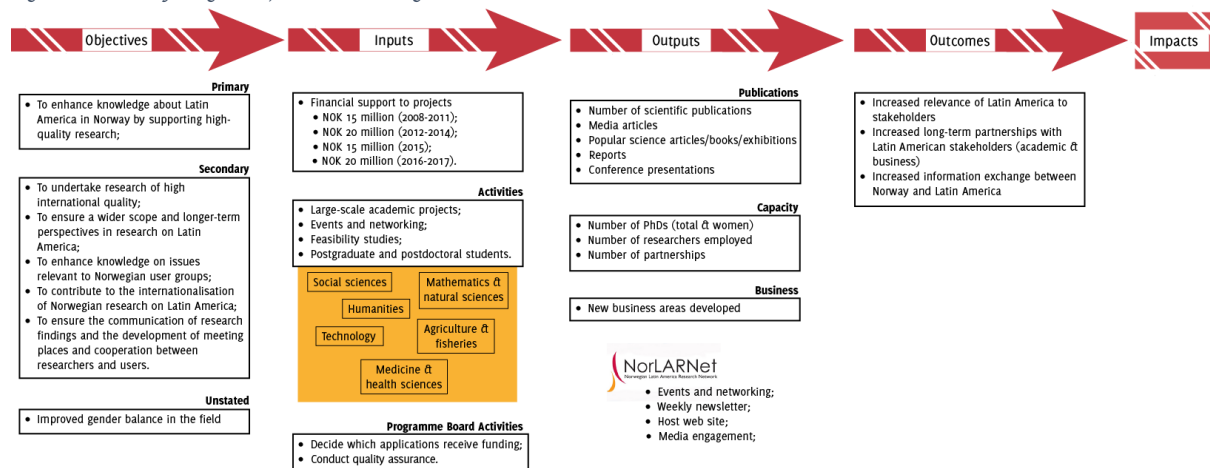 Objectives
Inputs
Outputs
Outcomes
Impacts
Primary
• To enhance knowledge about Latin
America in Norway by supporting high-
quality research;
Secondary
• To undertake research of high
international quality;
• To ensure a wider scope and longer-term
perspectives in research on Latin
America;
• To enhance knowledge on issues
relevant to Norwegian user groups;
• To contribute to the internationalisation
of Norwegian research on Latin America;
• To ensure the communication of research
findings and the development of meeting
places and cooperation between
researchers and users.
Unstated
• Improved gender balance in the field
• Financial support to projects
• NOK 15 million (2008-2011);
• NOK 20 million (2012-2014);
• NOK 15 million (2015);
• NOK 20 million (2016-2017).
Activities
• Large-scale academic projects;
• Events and networking;
• Feasibility studies;
• Postgraduate and postdoctoral students.
Social sciences
Mathematics &
natural sciences
Humanities
Technology
Agriculture &
fisheries
Medicine &
health sciences
Programme Board Activities
• Decide which applications receive funding;
• Conduct quality assurance.
Publications
• Number of scientific publications
• Media articles
• Popular science articles/books/exhibitions
• Reports
• Conference presentations
Capacity
• Number of PhDs (total & women)
• Number of researchers employed
• Number of partnerships
Business
• New business areas developed
NorLARNet
Norwegian Latin America Research Network
• Events and networking;
• Weekly newsletter;
• Host web site;
• Media engagement;
• Increased relevance of Latin America to
stakeholders
• Increased long-term partnerships with
Latin American stakeholders (academic &
business)
• Increased information exchange between
Norway and Latin America